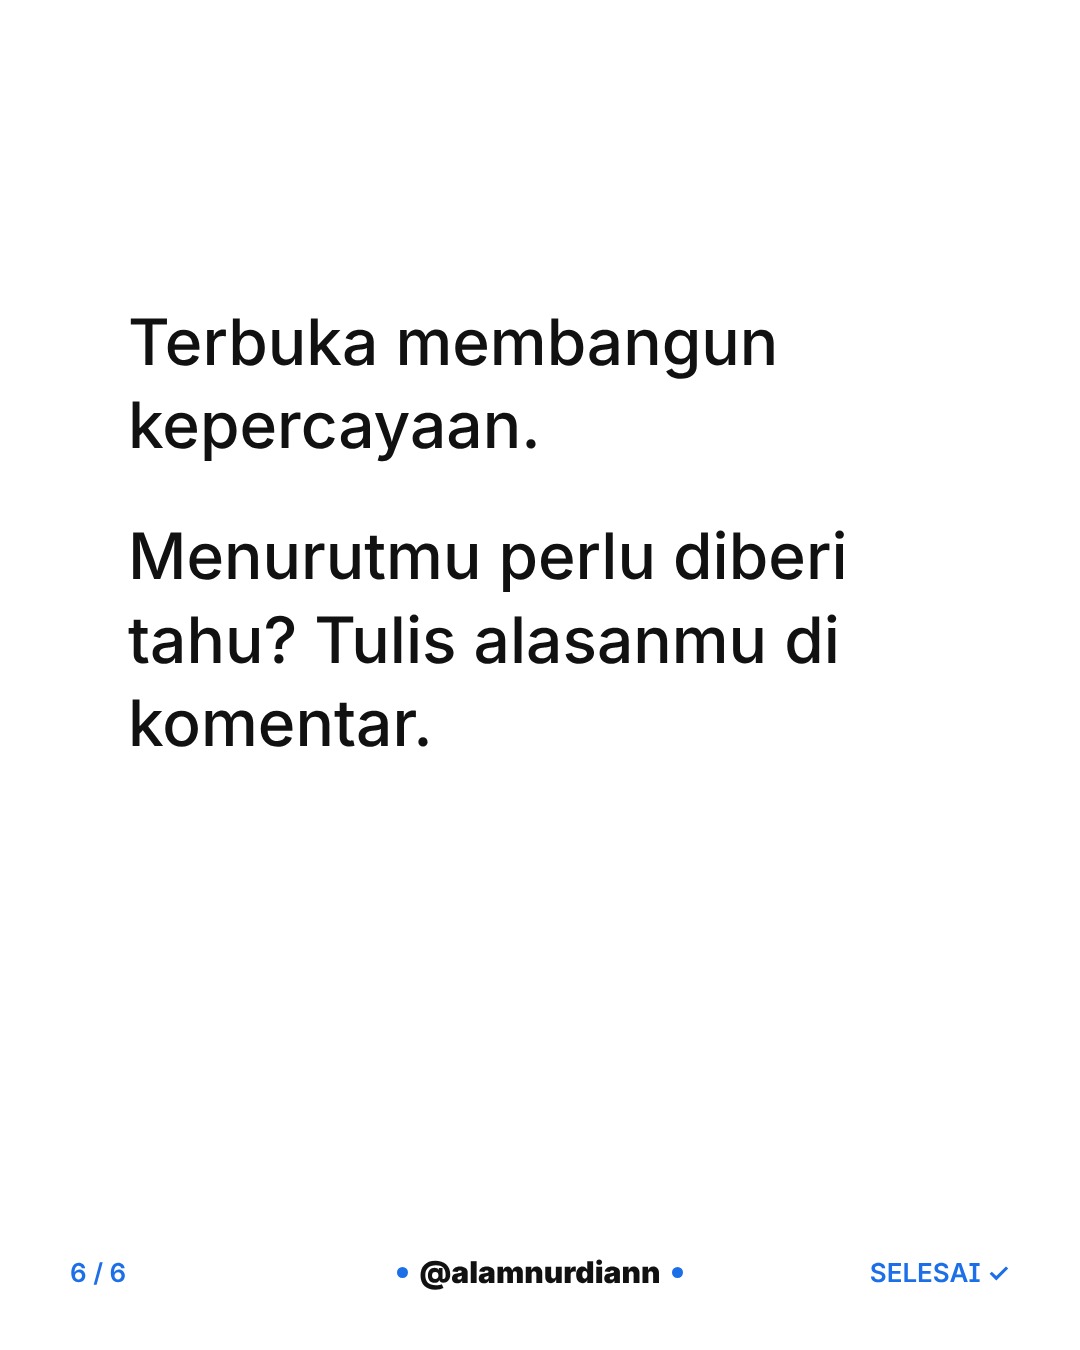 Terbuka membangun
kepercayaan.
Menurutmu perlu diberi
tahu? Tulis alasanmu di
komentar.
6 / 6
• @alamnurdiann •
SELESAI ✓